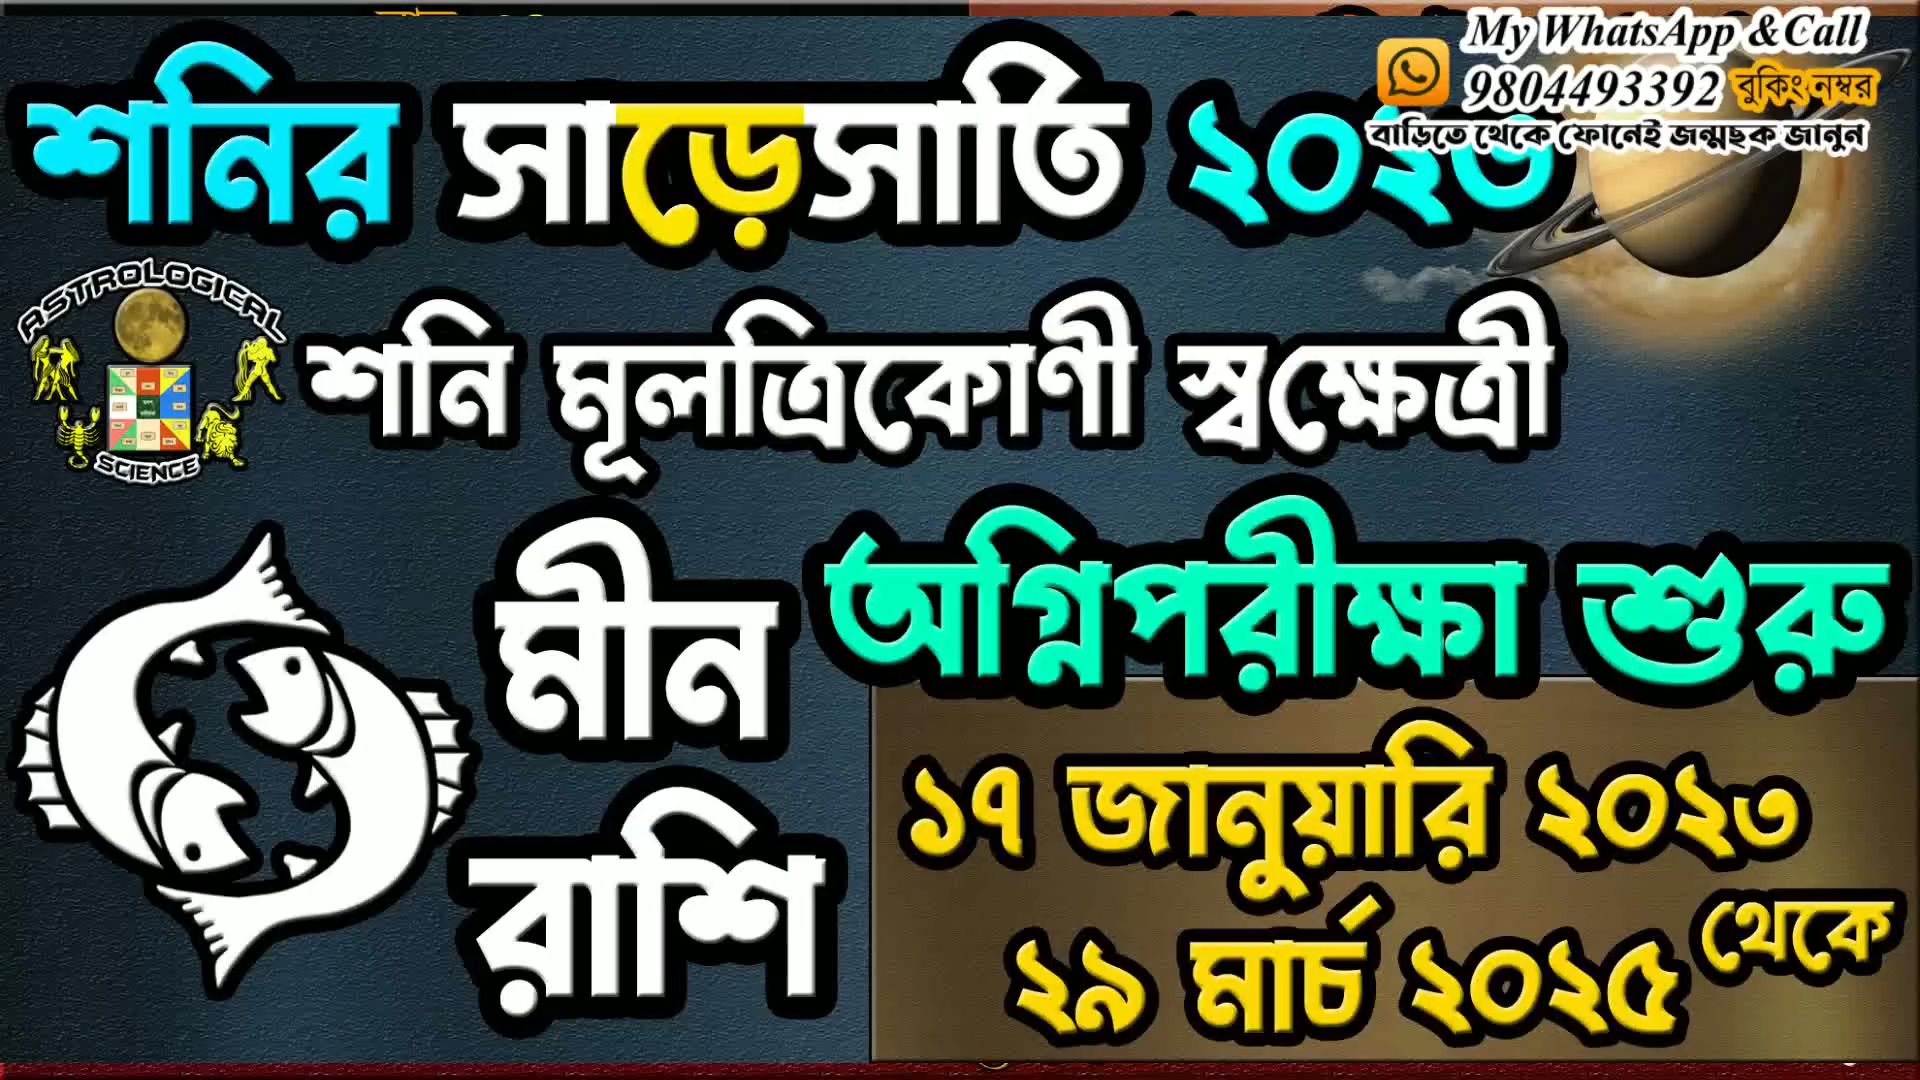 My WhatsApp & Call
9804493392 বুকিং নম্বর
বাড়িতে থেকে ফোনেই জন্মছক জানুন
শনির সাড়েসাতি ২০২৩
ASTROLOGICAL
SCIENCE
শনি মূলত্রিকোণী স্বক্ষেত্রী
মীন
রাশি
অগ্নিপরীক্ষা শুরু
১৭ জানুয়ারি ২০২৩
থেকে
২৯ মার্চ ২০২৫